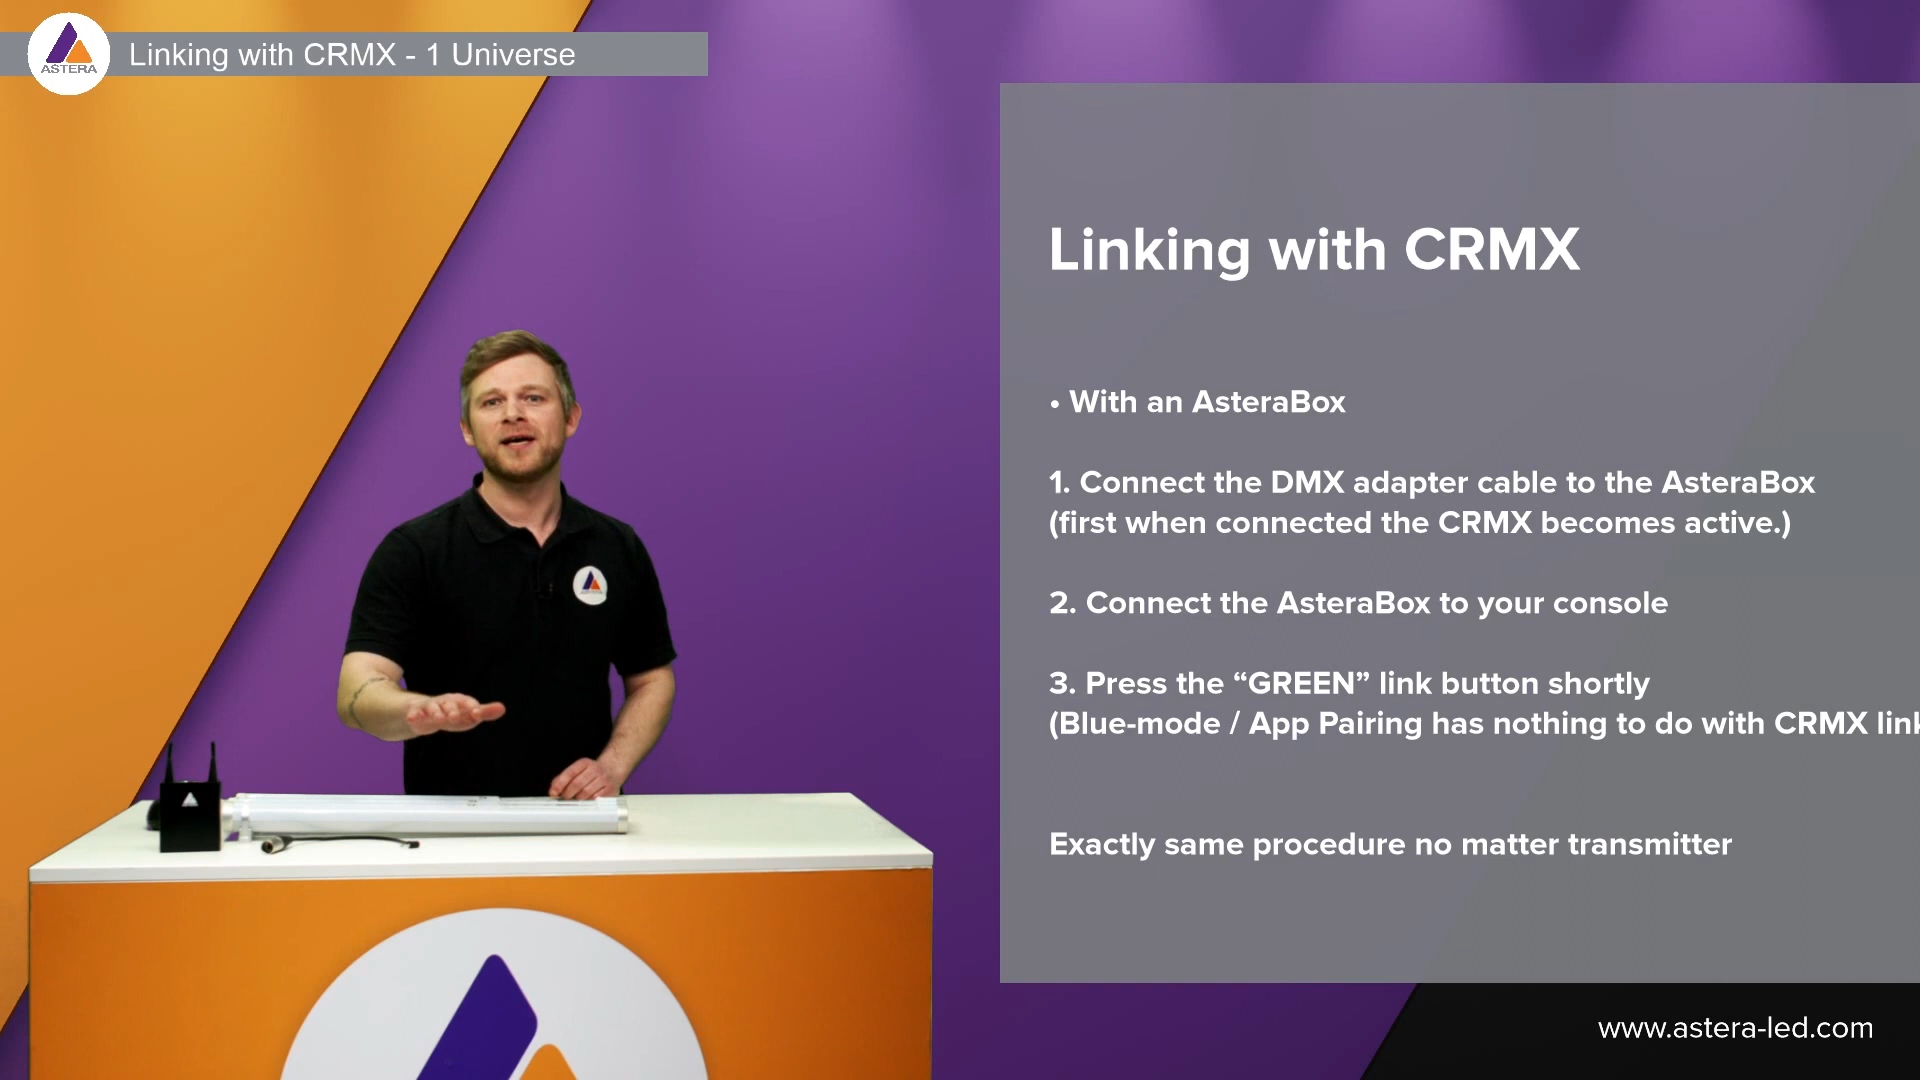 ASTERA
Linking with CRMX - 1 Universe
Linking with CRMX
• With an AsteraBox
1. Connect the DMX adapter cable to the AsteraBox
(first when connected the CRMX becomes active.)
2. Connect the AsteraBox to your console
3. Press the “GREEN” link button shortly
(Blue-mode / App Pairing has nothing to do with CRMX link
Exactly same procedure no matter transmitter
www.astera-led.com